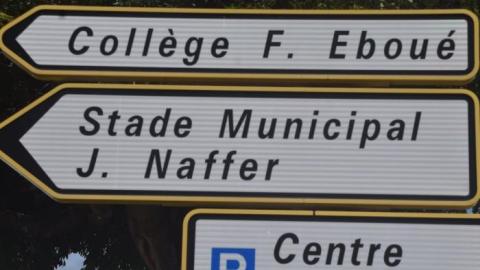 Collège F. Eboué
Stade Municipal
J. Naffer
Centre
P